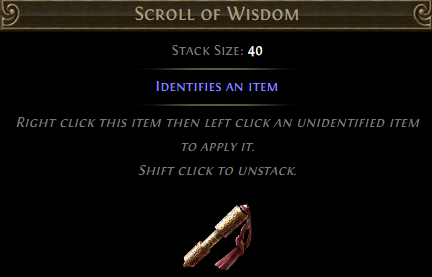 Scroll of Wisdom
Stack Size: 40
Identifies an item
Right click this item then left click an unidentified item
to apply it.
Shift click to unstack.